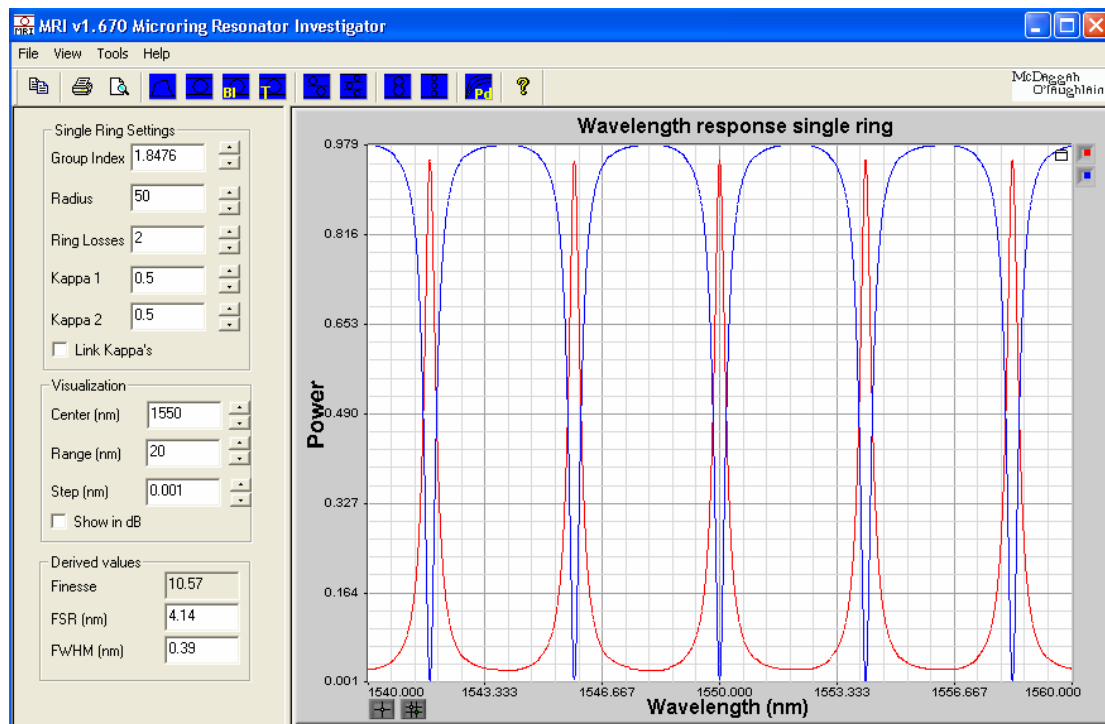 MRI v1.670 Microring Resonator Investigator
File View Tools Help
BI T Pd ?
McDaggah
O'laughlain
Single Ring Settings
Group Index 1.8476
Radius 50
Ring Losses 2
Kappa 1 0.5
Kappa 2 0.5
Link Kappa's
Visualization
Center (nm) 1550
Range (nm) 20
Step (nm) 0.001
Show in dB
Derived values
Finesse 10.57
FSR (nm) 4.14
FWHM (nm) 0.39
Wavelength response single ring
0.979
0.816
0.653
0.490
0.327
0.164
0.001
Power
1540.000 1543.333 1546.667 1550.000 1553.333 1556.667 1560.000
Wavelength (nm)